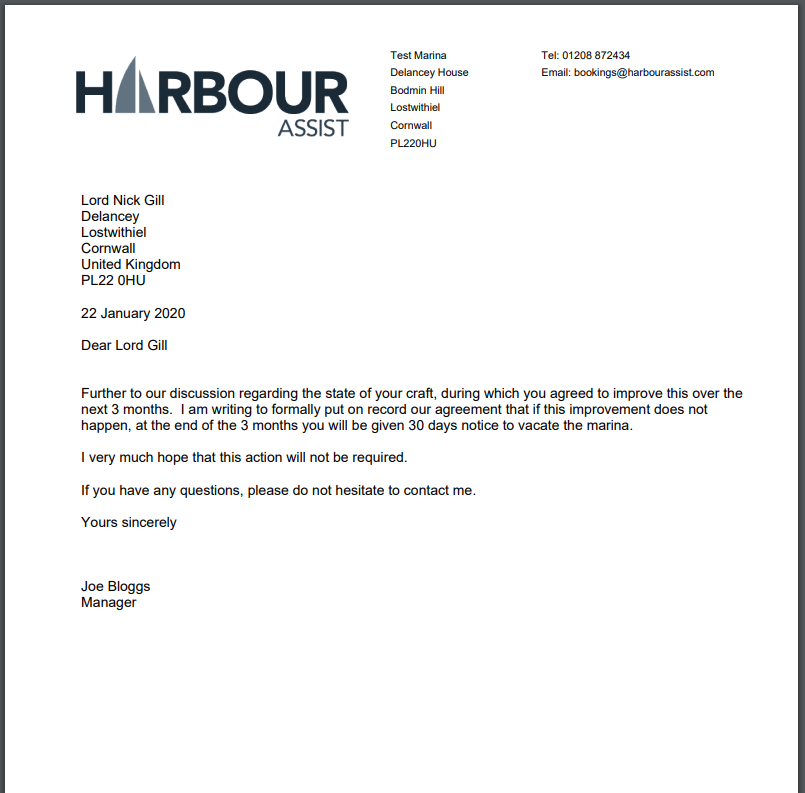 HARBOUR
ASSIST
Test Marina
Delancey House
Bodmin Hill
Lostwithiel
Cornwall
PL220HU
Tel: 01208 872434
Email: bookings@harbourassist.com
Lord Nick Gill
Delancey
Lostwithiel
Cornwall
United Kingdom
PL22 0HU
22 January 2020
Dear Lord Gill
Further to our discussion regarding the state of your craft, during which you agreed to improve this over the
next 3 months.  I am writing to formally put on record our agreement that if this improvement does not
happen, at the end of the 3 months you will be given 30 days notice to vacate the marina.
I very much hope that this action will not be required.
If you have any questions, please do not hesitate to contact me.
Yours sincerely
Joe Bloggs
Manager